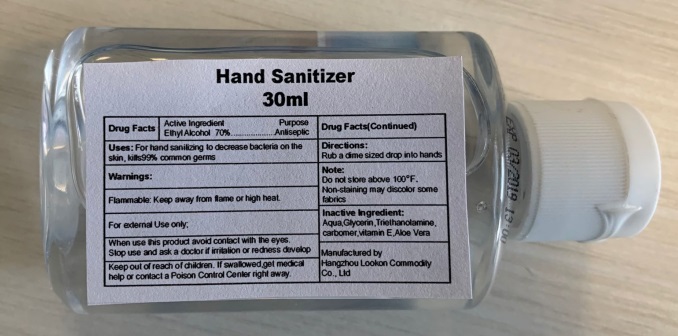 Hand Sanitizer
30ml
Drug Facts
Active Ingredient Purpose
Ethyl Alcohol 70%......................Antiseptic
Uses: For hand sanilizing to decrease bacteria on the
skin, kills99% common germs
Warnings:
Flammable: Keep away from flame or high heat.
For external Use only;
When use this product avoid contact with the eyes.
Stop use and ask a doctor if irritation or redness develop
Keep out of reach of children. If swallowed,get medical
help or contact a Poison Control Center right away.
Drug Facts(Continued)
Directions:
Rub a dime sized drop into hands
Note:
Do not store above 100°F.
Non-staining may discolor some
fabrics
Inactive Ingredient:
Aqua,Glycerin,Triethanolamine,
carbomer,vitamin E,Aloe Vera
Manufactured by
Hangzhou Lookon Commodity
Co., Ltd
EXP 03/2019